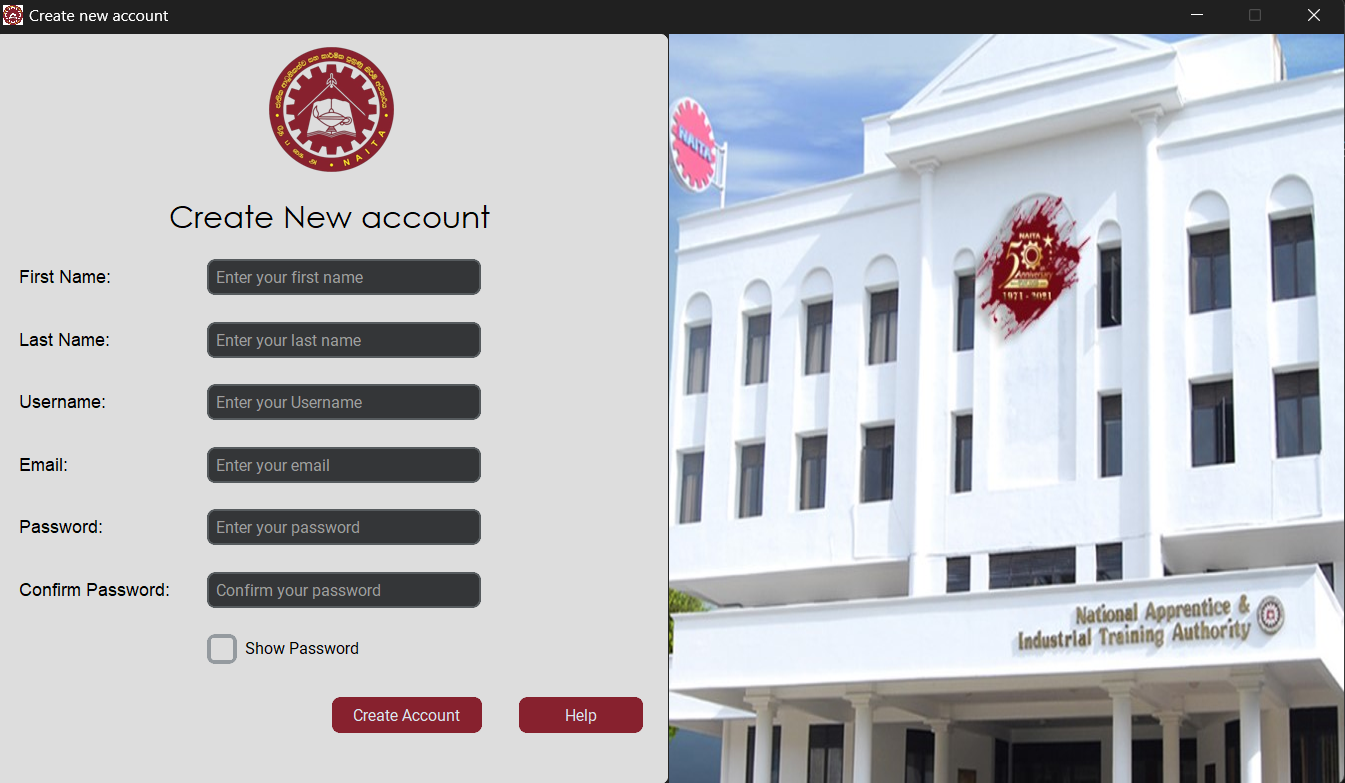 Create new account
NAITA
Create New account
First Name:
Enter your first name
Last Name:
Enter your last name
Username:
Enter your Username
Email:
Enter your email
Password:
Enter your password
Confirm Password:
Confirm your password
Show Password
Create Account
Help
NAITA
NAITA
50
Anniversary
1971 - 2021
National Apprentice &
Industrial Training Authority